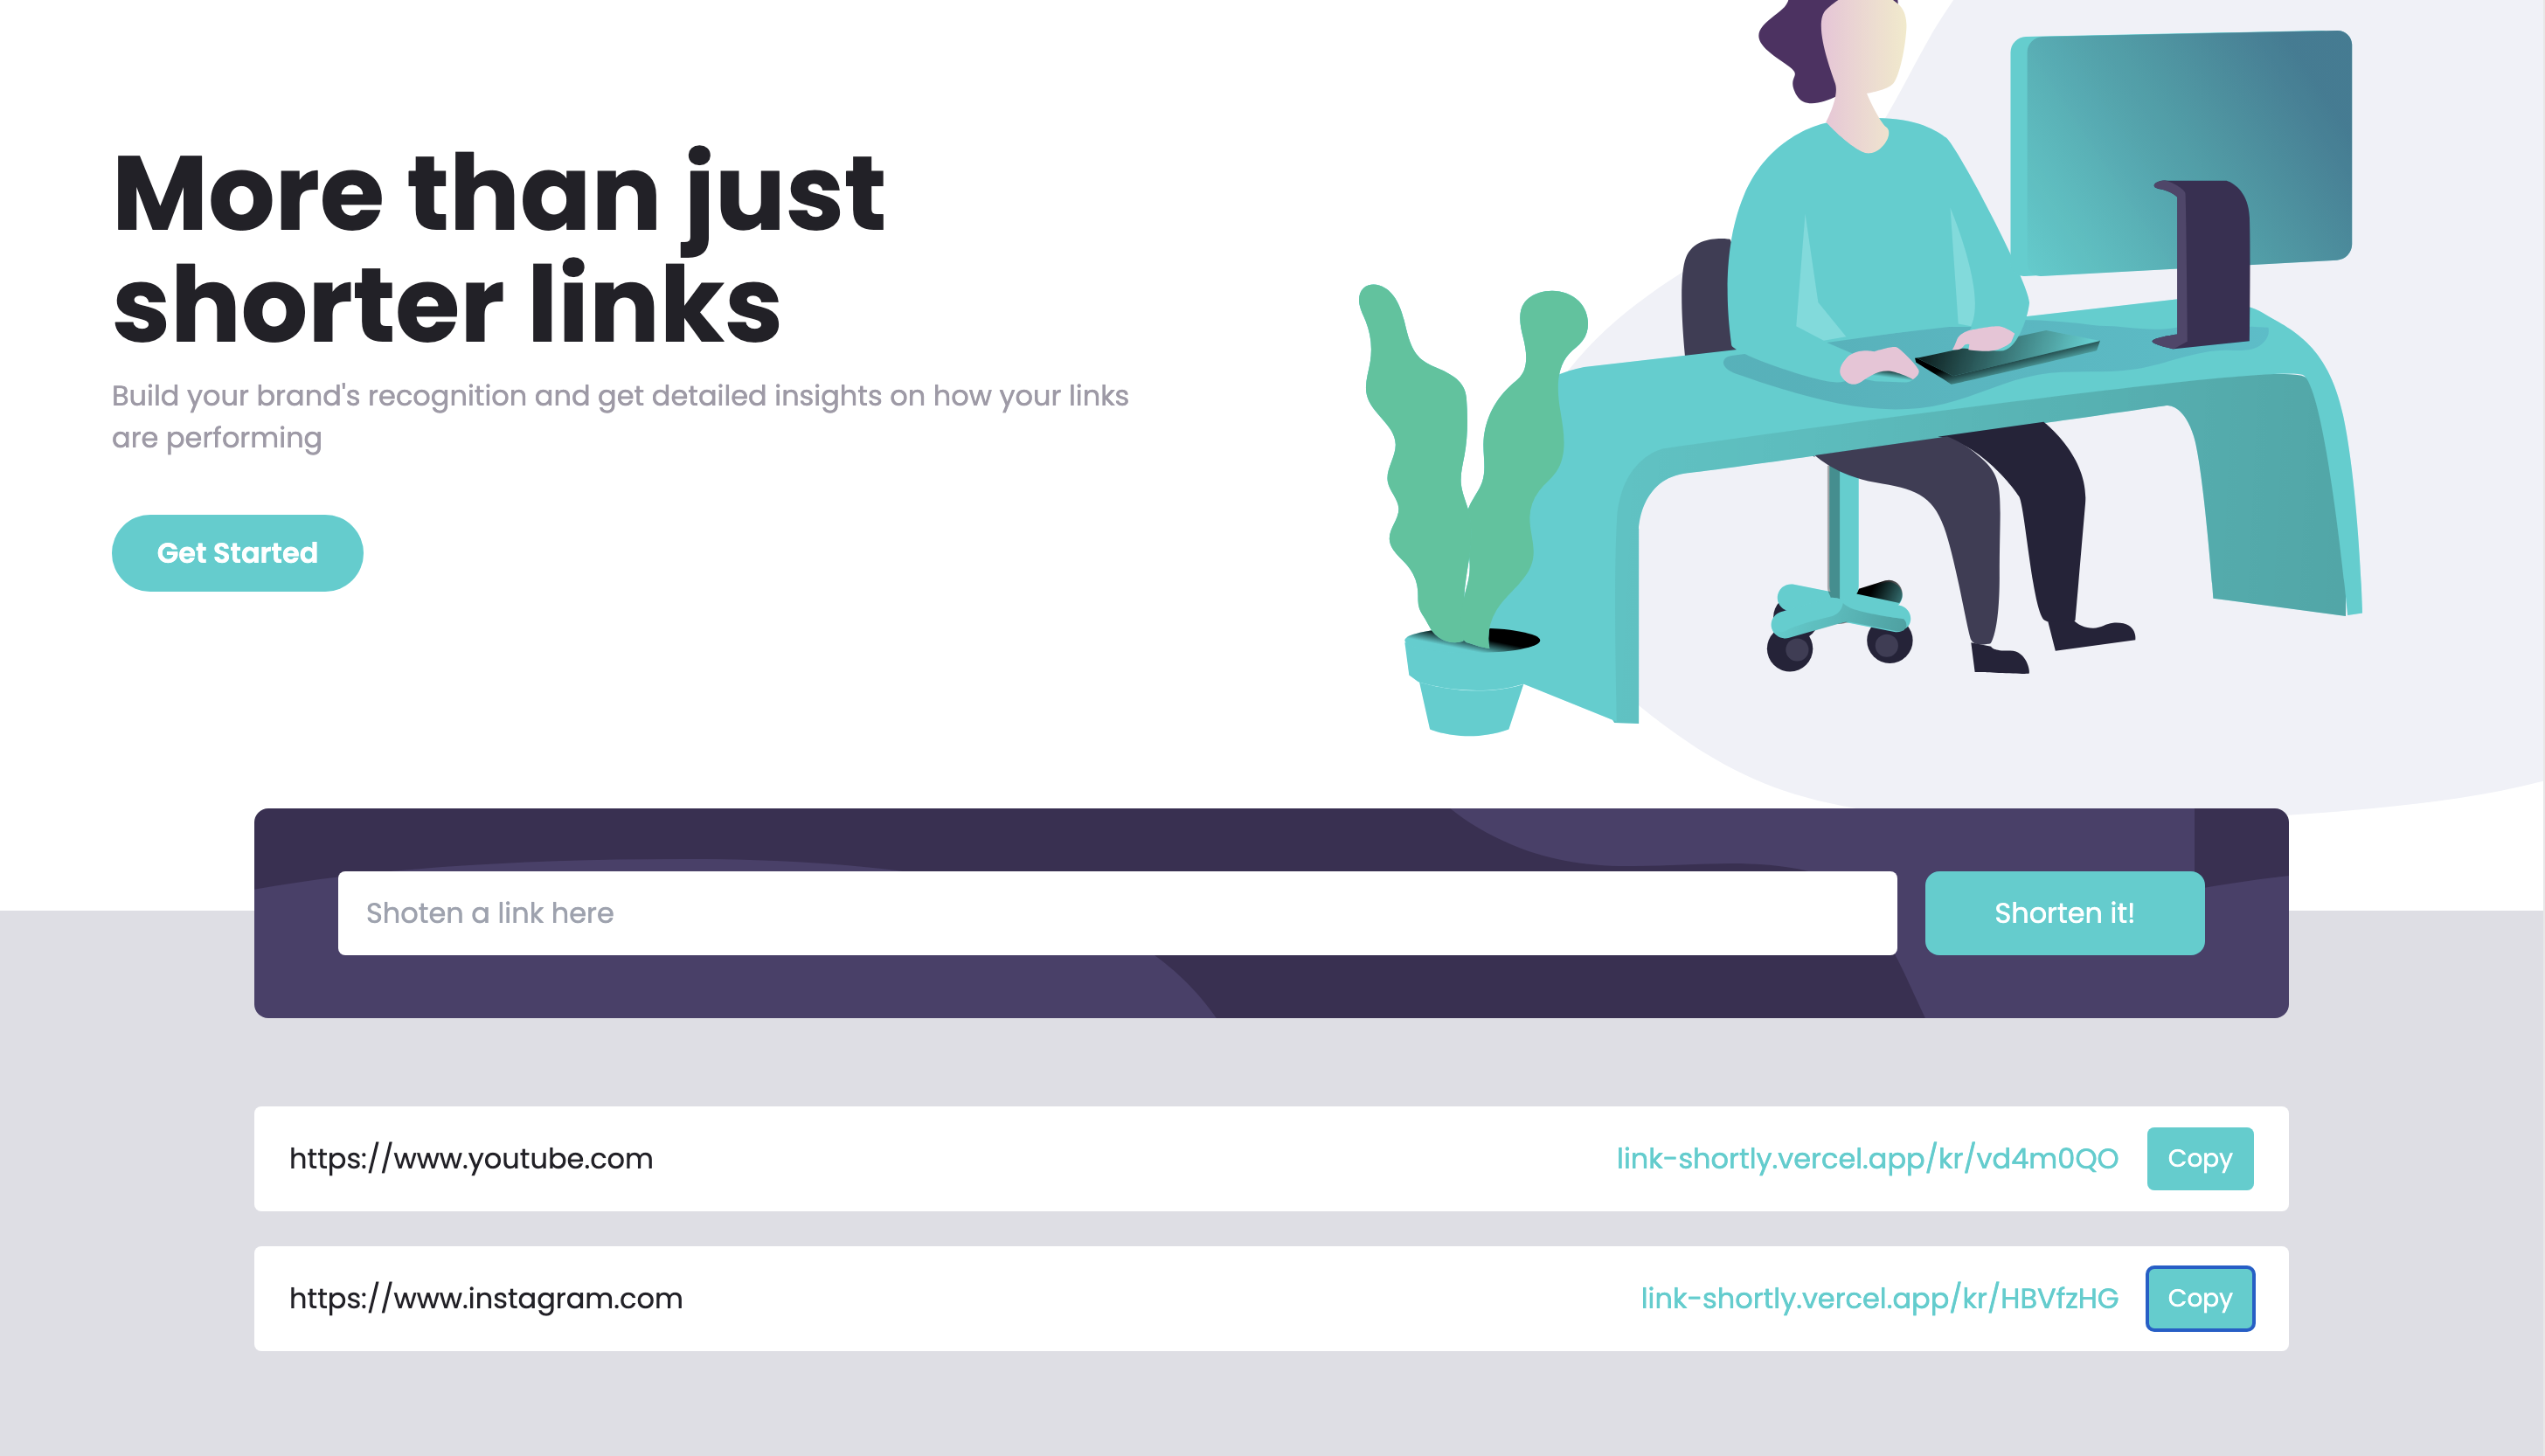 More than just
shorter links
Build your brand's recognition and get detailed insights on how your links
are performing
Get Started
Shoten a link here
Shorten it!
https://www.youtube.com
link-shortly.vercel.app/kr/vd4m0QO
Copy
https://www.instagram.com
link-shortly.vercel.app/kr/HBVfzHG
Copy